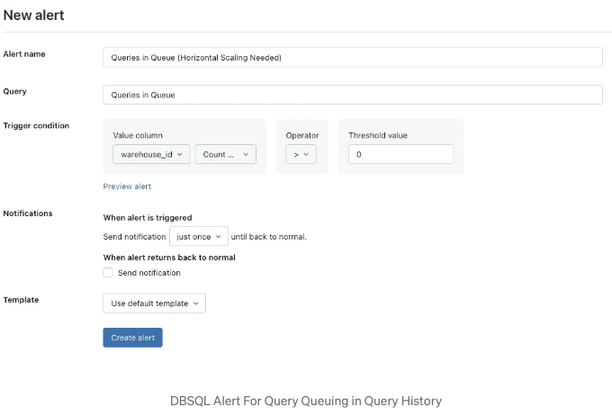 New alert
Alert name
Queries in Queue (Horizontal Scaling Needed)
Query
Queries in Queue
Trigger condition
Value column
Operator
Threshold value
warehouse_id
Count ...
>
0
Preview alert
Notifications
When alert is triggered
Send notification just once until back to normal.
When alert returns back to normal
Send notification
Template
Use default template
Create alert
DBSQL Alert For Query Queuing in Query History